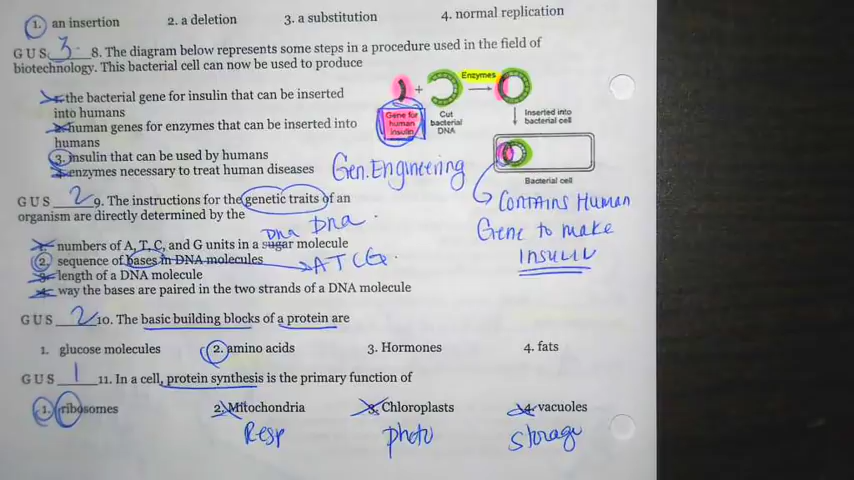 1. an insertion 2. a deletion 3. a substitution 4. normal replication
G U S 3 8. The diagram below represents some steps in a procedure used in the field of
biotechnology. This bacterial cell can now be used to produce
1. the bacterial gene for insulin that can be inserted
into humans
2. human genes for enzymes that can be inserted into
humans
3. insulin that can be used by humans
4. enzymes necessary to treat human diseases
+ Enzymes
Gene for
human
insulin
Cut
bacterial
DNA
Inserted into
bacterial cell
Bacterial cell
Gen. Engineering
CONTAINS HUMAN
Gene to make
INSULIN
G U S 2 9. The instructions for the genetic traits of an
organism are directly determined by the
Dna Dna.
1. numbers of A, T, C, and G units in a sugar molecule
2. sequence of bases in DNA molecules
ATCG.
3. length of a DNA molecule
4. way the bases are paired in the two strands of a DNA molecule
G U S 2 10. The basic building blocks of a protein are
1. glucose molecules 2. amino acids 3. Hormones 4. fats
G U S 1 11. In a cell, protein synthesis is the primary function of
1. ribosomes 2. Mitochondria 3. Chloroplasts 4. vacuoles
Resp photo storage